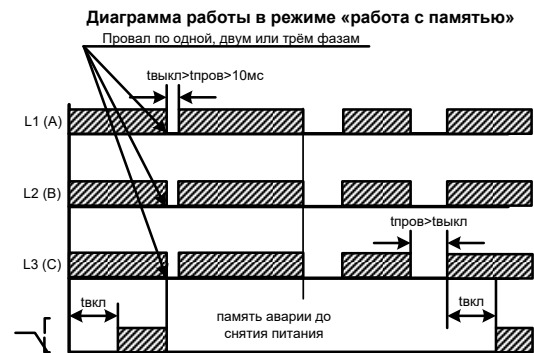 Диаграмма работы в режиме «работа с памятью»
Провал по одной, двум или трём фазам
tвыкл>tпров>10мс
L1 (A)
L2 (B)
tпров>tвыкл
L3 (C)
tвкл
память аварии до
снятия питания
tвкл